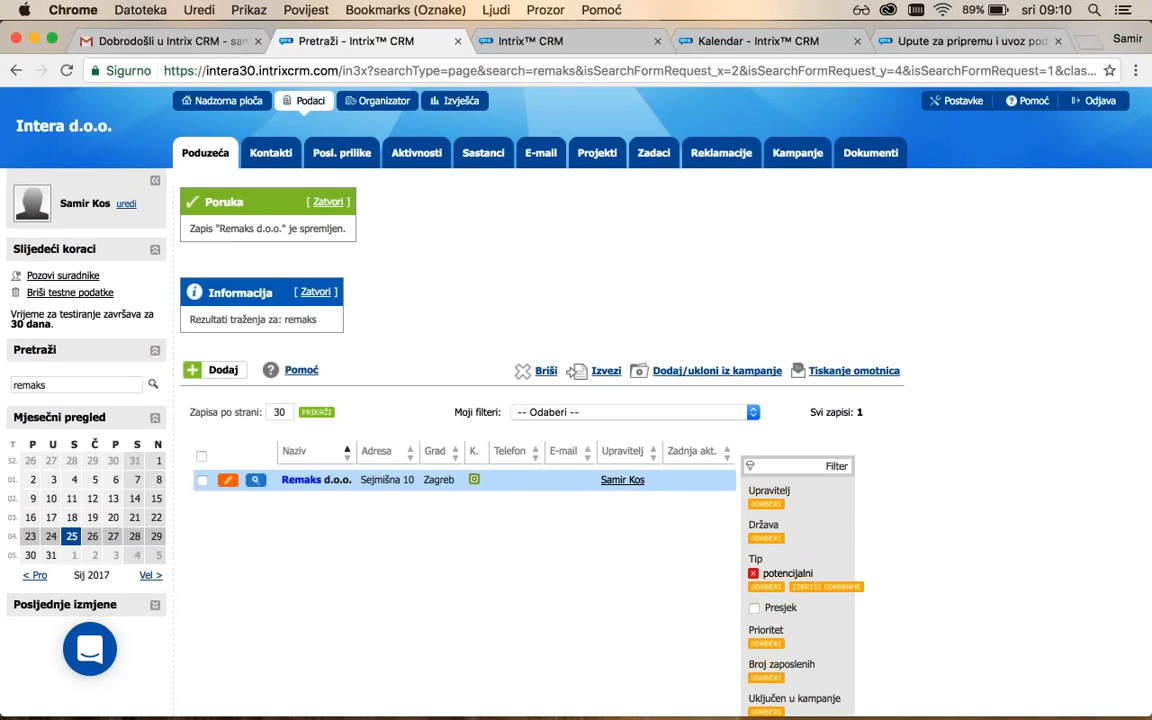 Chrome Datoteka Uredi Prikaz Povijest Bookmarks (Oznake) Ljudi Prozor Pomoć 89% sri 09:10
Dobrodošli u Intrix CRM - sam × Pretraži - Intrix™ CRM × Intrix™ CRM × Kalendar - Intrix™ CRM × Upute za pripremu i uvoz pod × Samir
Sigurno https://intera30.intrixcrm.com/in3x?searchType=page&search=remaks&isSearchFormRequest_x=2&isSearchFormRequest_y=4&isSearchFormRequest=1&clas...
Nadzorna ploča Podaci Organizator Izvješća Postavke Pomoć Odjava
Intera d.o.o.
Poduzeća Kontakti Posl. prilike Aktivnosti Sastanci E-mail Projekti Zadaci Reklamacije Kampanje Dokumenti
Samir Kos uredi
Slijedeći koraci
Pozovi suradnike
Briši testne podatke
Vrijeme za testiranje završava za
30 dana.
Pretraži
remaks
Mjesečni pregled
T P U S Č P S N
52. 26 27 28 29 30 31 1
01. 2 3 4 5 6 7 8
02. 9 10 11 12 13 14 15
03. 16 17 18 19 20 21 22
04. 23 24 25 26 27 28 29
05. 30 31 1 2 3 4 5
< Pro Sij 2017 Vel >
Posljednje izmjene
Poruka [ Zatvori ]
Zapis "Remaks d.o.o." je spremljen.
Informacija [ Zatvori ]
Rezultati traženja za: remaks
Dodaj Pomoć Briši Izvezi Dodaj/ukloni iz kampanje Tiskanje omotnica
Zapisa po strani: 30 PRIKAŽI Moji filteri: -- Odaberi -- Svi zapisi: 1
Naziv Adresa Grad K. Telefon E-mail Upravitelj Zadnja akt.
Remaks d.o.o. Sejmišna 10 Zagreb Samir Kos
Filter
Upravitelj
ODABERI
Država
ODABERI
Tip
x potencijalni
ODABERI IZBRIŠI ODABRANE
Presjek
Prioritet
ODABERI
Broj zaposlenih
ODABERI
Uključen u kampanje
ODABERI